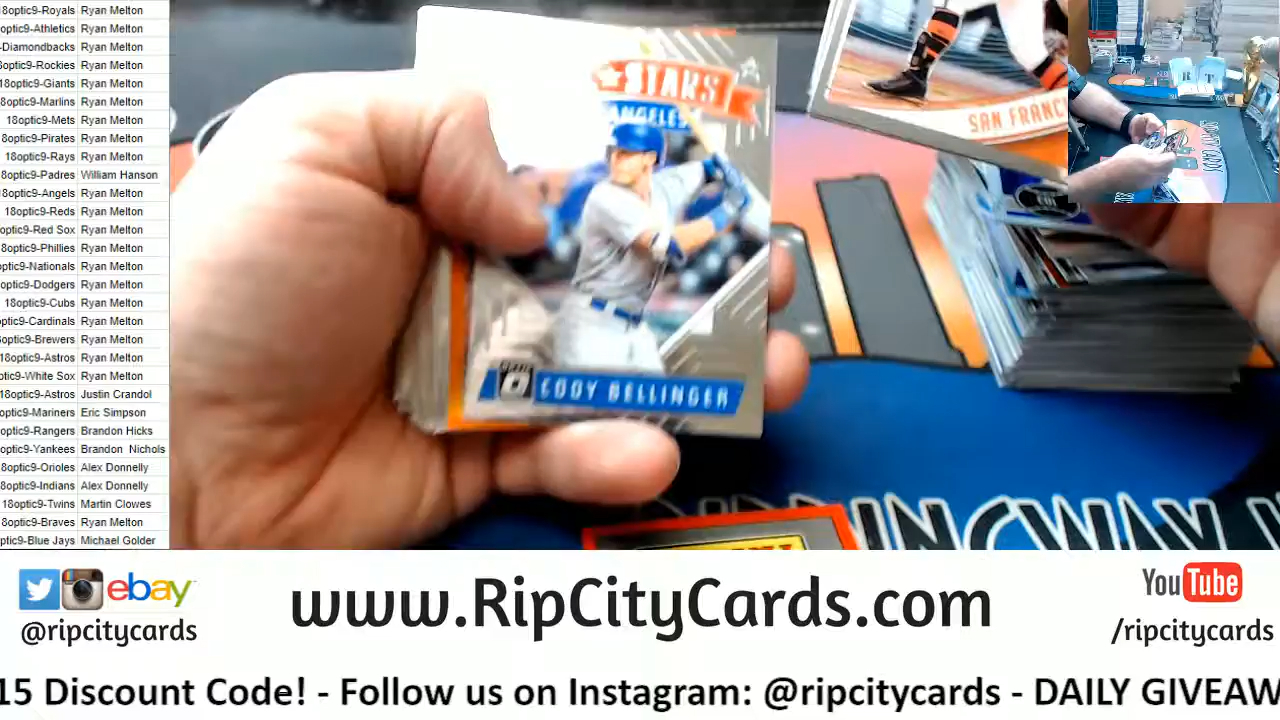 8optic9-Royals Ryan Melton
optic9-Athletics Ryan Melton
-Diamondbacks Ryan Melton
optic9-Rockies Ryan Melton
8optic9-Giants Ryan Melton
8optic9-Marlins Ryan Melton
18optic9-Mets Ryan Melton
8optic9-Pirates Ryan Melton
18optic9-Rays Ryan Melton
8optic9-Padres William Hanson
8optic9-Angels Ryan Melton
18optic9-Reds Ryan Melton
optic9-Red Sox Ryan Melton
8optic9-Phillies Ryan Melton
ptic9-Nationals Ryan Melton
ptic9-Dodgers Ryan Melton
18optic9-Cubs Ryan Melton
ptic9-Cardinals Ryan Melton
optic9-Brewers Ryan Melton
18optic9-Astros Ryan Melton
ptic9-White Sox Ryan Melton
18optic9-Astros Justin Crandol
optic9-Mariners Eric Simpson
optic9-Rangers Brandon Hicks
optic9-Yankees Brandon Nichols
8optic9-Orioles Alex Donnelly
8optic9-Indians Alex Donnelly
18optic9-Twins Martin Clowes
8optic9-Braves Ryan Melton
ptic9-Blue Jays Michael Golder
STARS
ANGELES
OPTIC
CODY BELLINGER
SAN FRANC
ebay
@ripcitycards
www.RipCityCards.com
YouTube
/ripcitycards
15 Discount Code! - Follow us on Instagram: @ripcitycards - DAILY GIVEAW